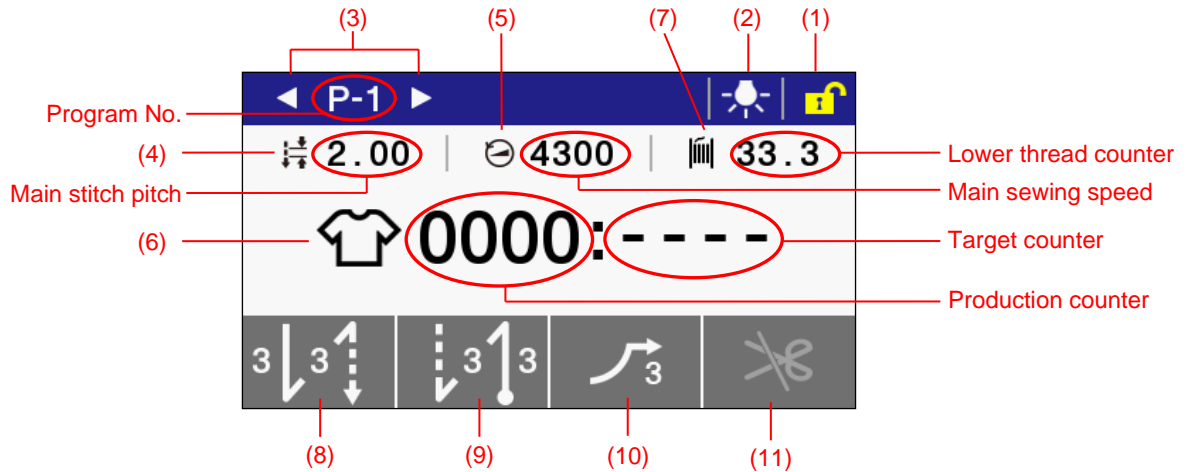 (3) (5) (7) (2) (1)
Program No. P-1
(4) 2.00 4300 33.3 Lower thread counter
Main stitch pitch Main sewing speed
(6) 0000:---- Target counter
Production counter
3 3 3 3 3
(8) (9) (10) (11)